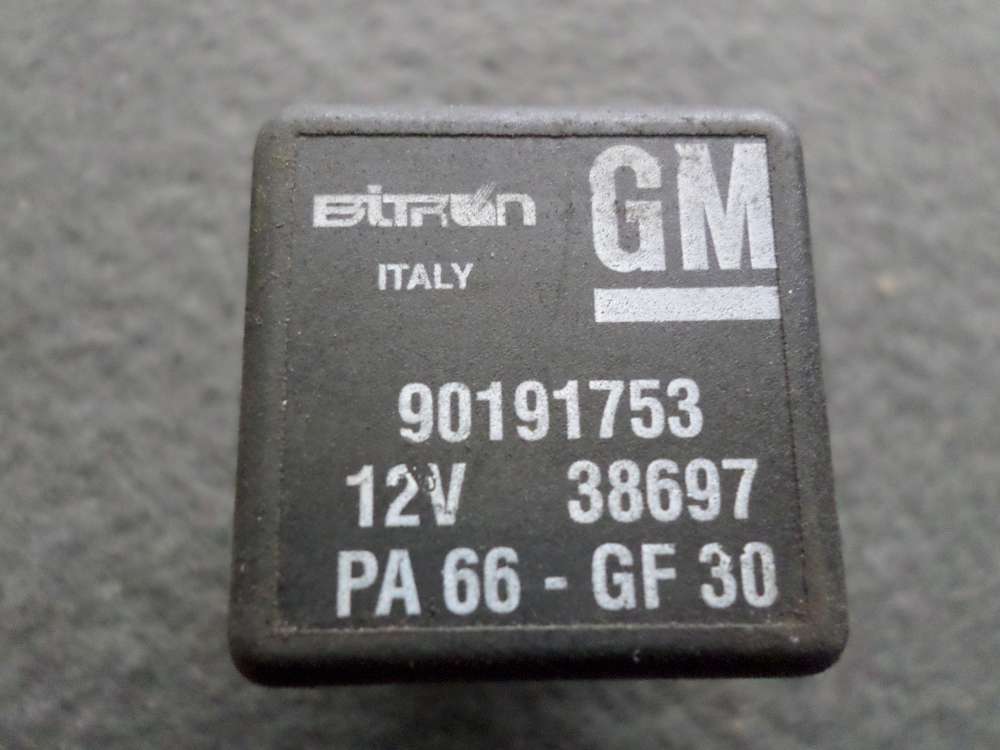 BITRON GM
ITALY
90191753
12V 38697
PA 66 - GF 30